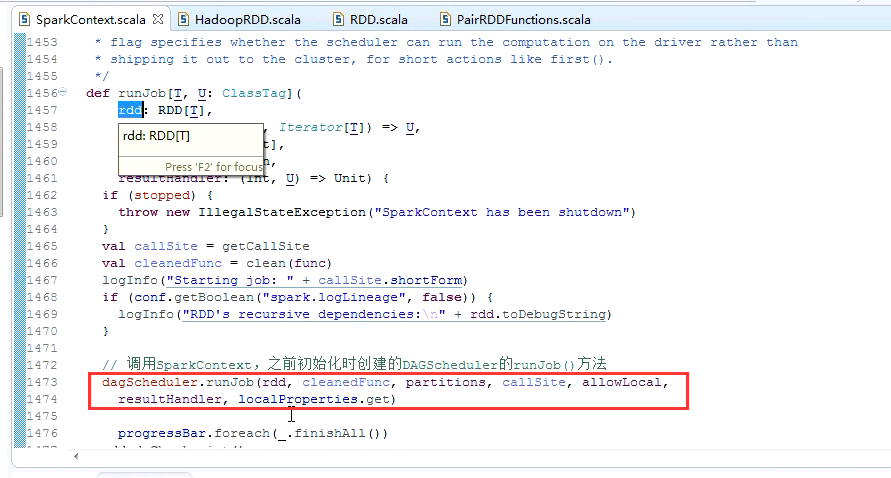 SparkContext.scala HadoopRDD.scala RDD.scala PairRDDFunctions.scala
1453 * flag specifies whether the scheduler can run the computation on the driver rather than
1454 * shipping it out to the cluster, for short actions like first().
1455 */
1456 def runJob[T, U: ClassTag](
1457 rdd: RDD[T],
1458 , Iterator[T]) => U,
rdd: RDD[T]
1459 t],
1460 n,
Press 'F2' for focus
1461 resultHandler: (Int, U) => Unit) {
1462 if (stopped) {
1463 throw new IllegalStateException("SparkContext has been shutdown")
1464 }
1465 val callSite = getCallSite
1466 val cleanedFunc = clean(func)
1467 logInfo("Starting job: " + callSite.shortForm)
1468 if (conf.getBoolean("spark.logLineage", false)) {
1469 logInfo("RDD's recursive dependencies:\n" + rdd.toDebugString)
1470 }
1471
1472 // 调用SparkContext，之前初始化时创建的DAGScheduler的runJob()方法
1473 dagScheduler.runJob(rdd, cleanedFunc, partitions, callSite, allowLocal,
1474 resultHandler, localProperties.get)
1475
1476 progressBar.foreach(_.finishAll())